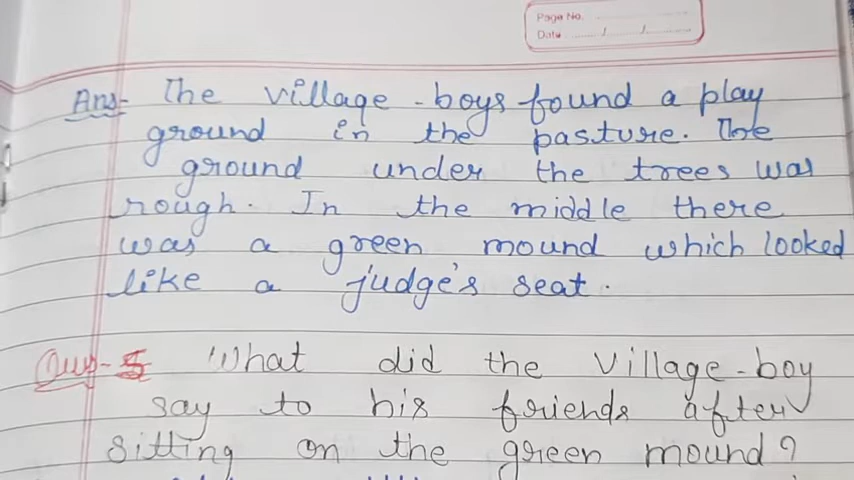 Page No. ..................
Date ....... / ........ / ...........
Ans- The village-boys found a play
ground in the pasture. The
ground under the trees was
rough. In the middle there
was a green mound which looked
like a judge's seat.
Ques-5 What did the village-boy
say to his friends after
sitting on the green mound?